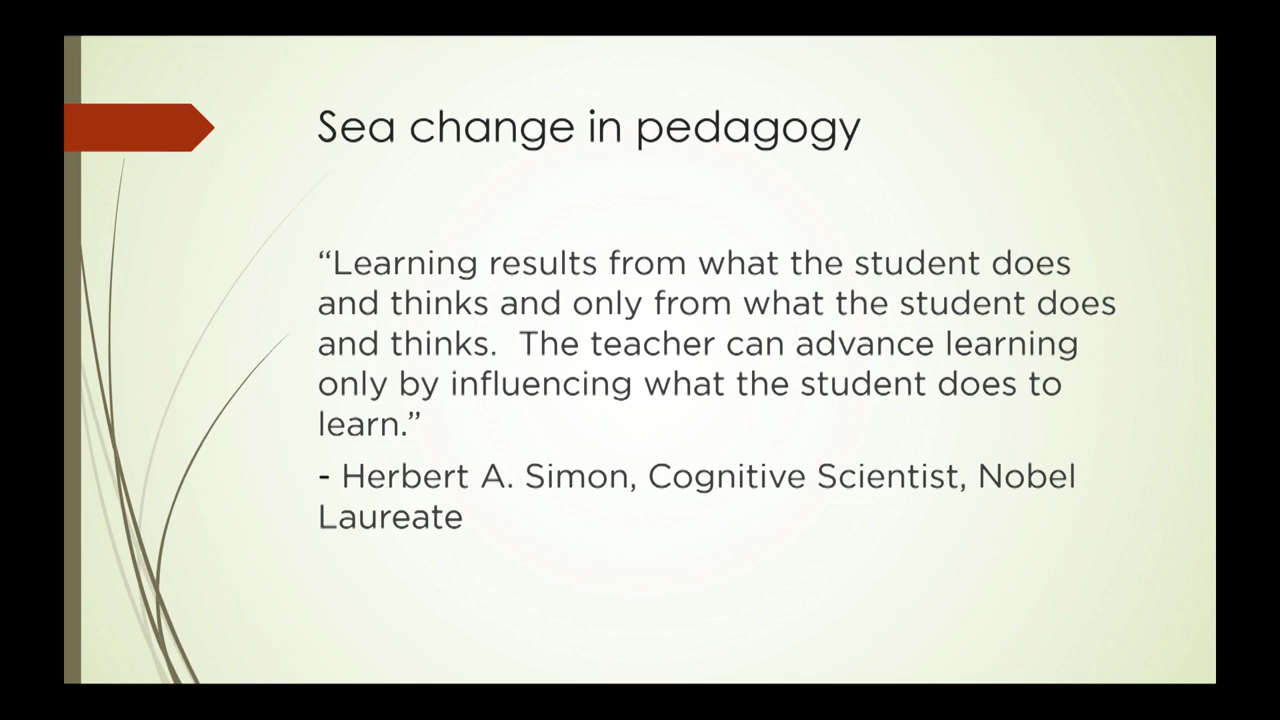 Sea change in pedagogy
“Learning results from what the student does
and thinks and only from what the student does
and thinks.  The teacher can advance learning
only by influencing what the student does to
learn.”
- Herbert A. Simon, Cognitive Scientist, Nobel
Laureate